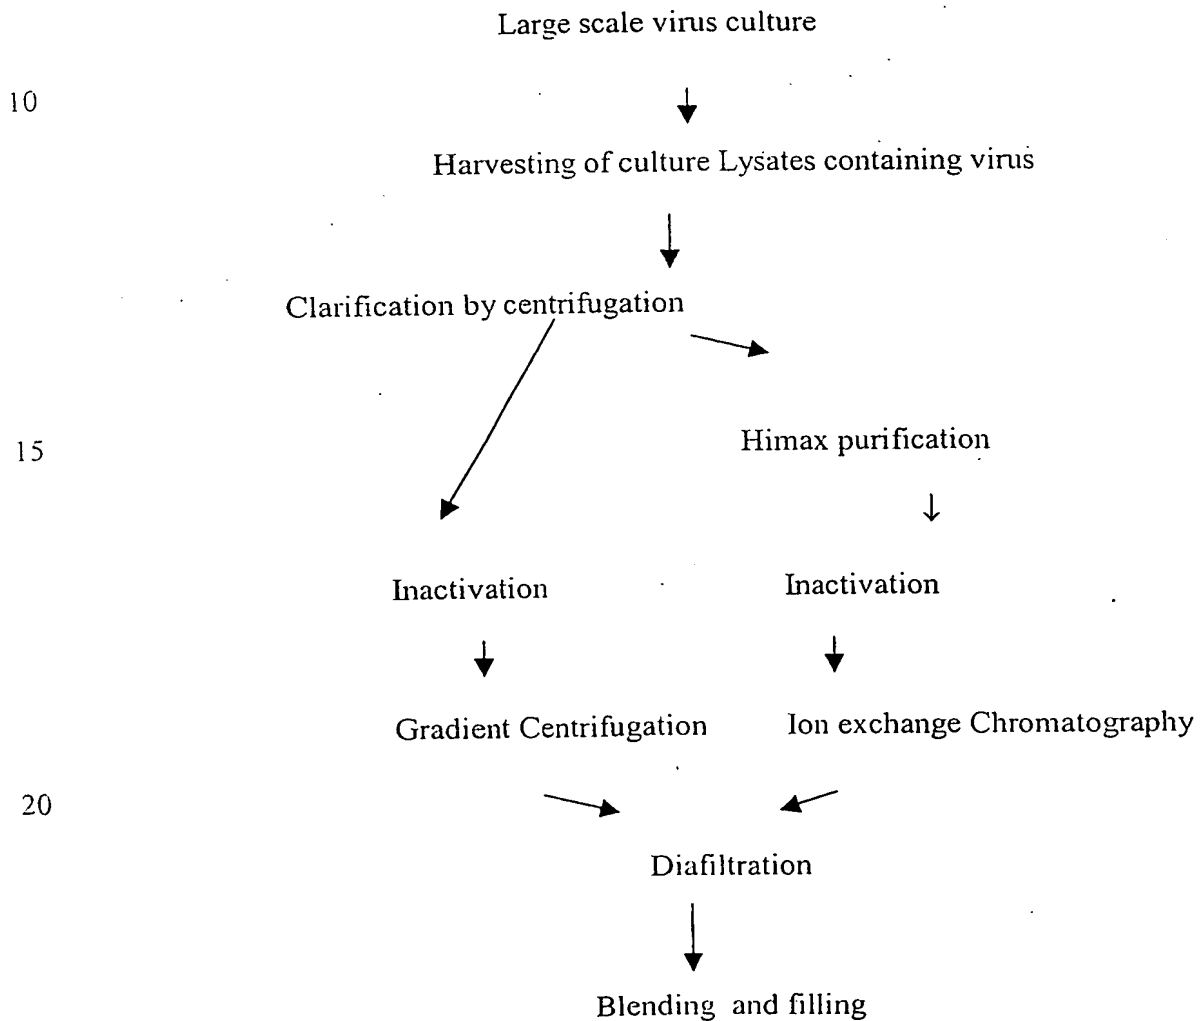 Large scale virus culture
10
Harvesting of culture Lysates containing virus
Clarification by centrifugation
15
Himax purification
Inactivation Inactivation
Gradient Centrifugation Ion exchange Chromatography
20
Diafiltration
Blending and filling